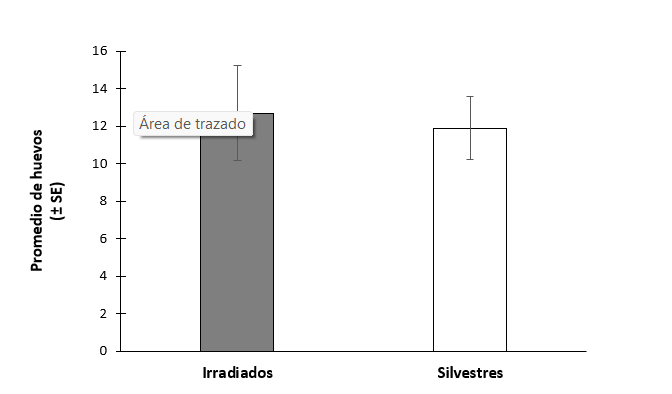 16
14
Área de trazado
12
10
8
6
4
2
0
Promedio de huevos
(± SE)
Irradiados
Silvestres